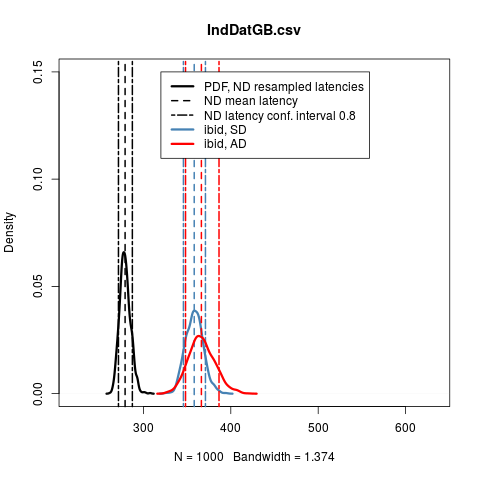 IndDatGB.csv
0.15
0.10
0.05
0.00
Density
PDF, ND resampled latencies
ND mean latency
ND latency conf. interval 0.8
ibid, SD
ibid, AD
300 400 500 600
N = 1000 Bandwidth = 1.374